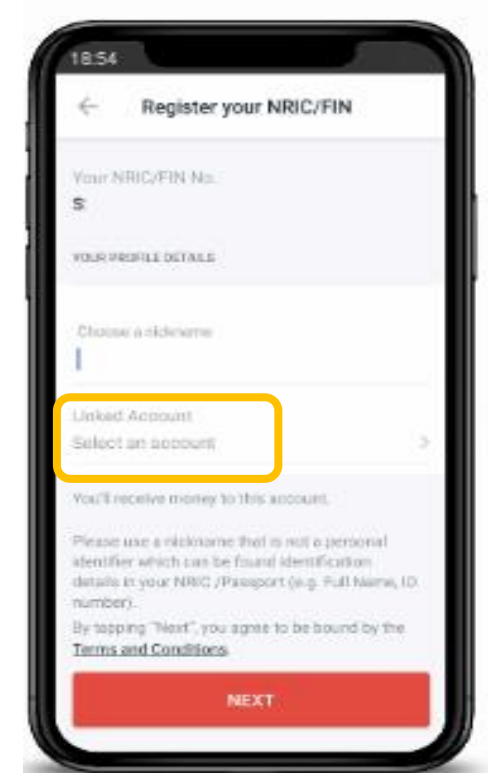 18:54
← Register your NRIC/FIN
Your NRIC/FIN No.
S
YOUR PROFILE DETAILS
Choose a nickname
Linked Account
Select an account >
You'll receive money to this account.
Please use a nickname that is not a personal
identifier which can be found identification
details in your NRIC /Passport (e.g. Full Name, ID
number).
By tapping "Next", you agree to be bound by the
Terms and Conditions.
NEXT